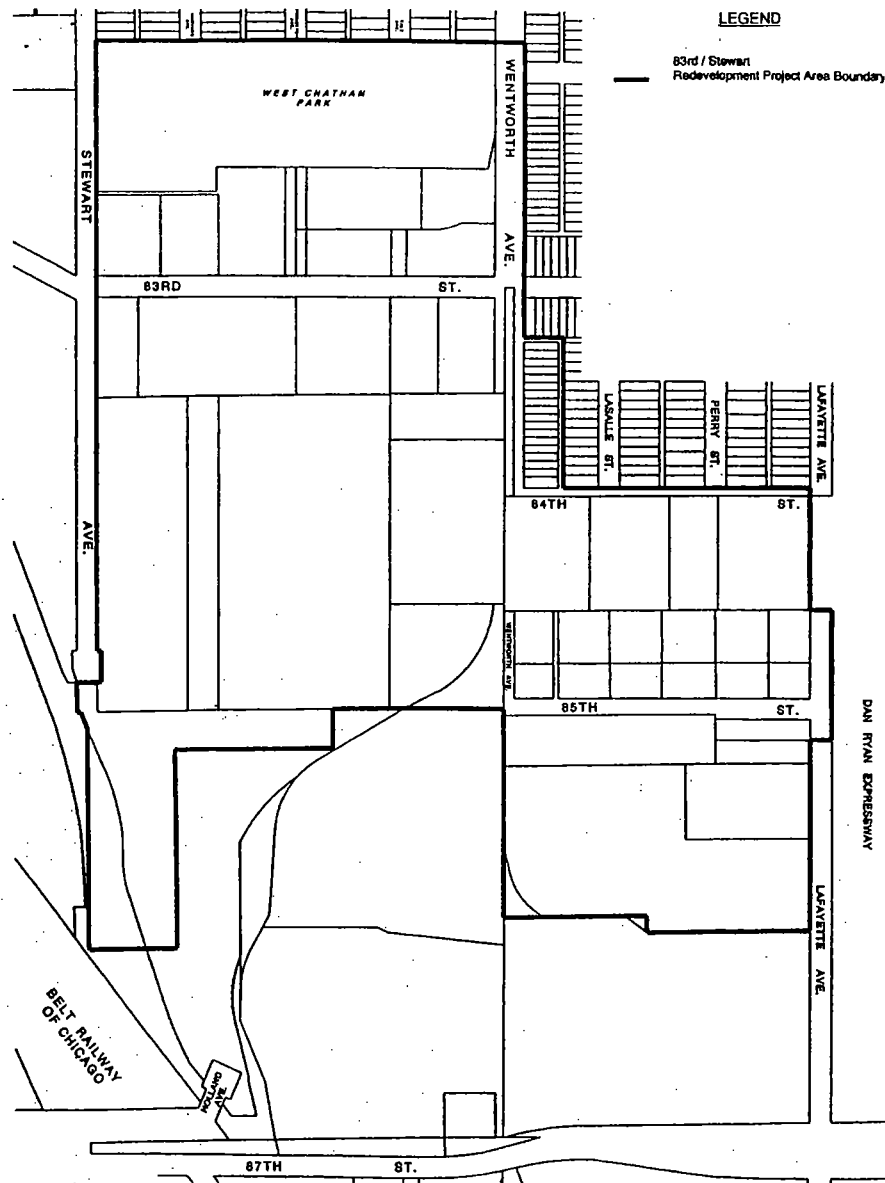 LEGEND
83rd / Stewart
Redevelopment Project Area Boundary
WEST CHATHAM
PARK
WENTWORTH
AVE.
STEWART
AVE.
83RD ST.
LASALLE ST.
PERRY ST.
LAFAYETTE AVE.
84TH ST.
WENTWORTH AVE.
85TH ST.
DAN RYAN EXPRESSWAY
LAFAYETTE AVE.
BELT RAILWAY
OF CHICAGO
HOLLAND
AVE.
87TH ST.